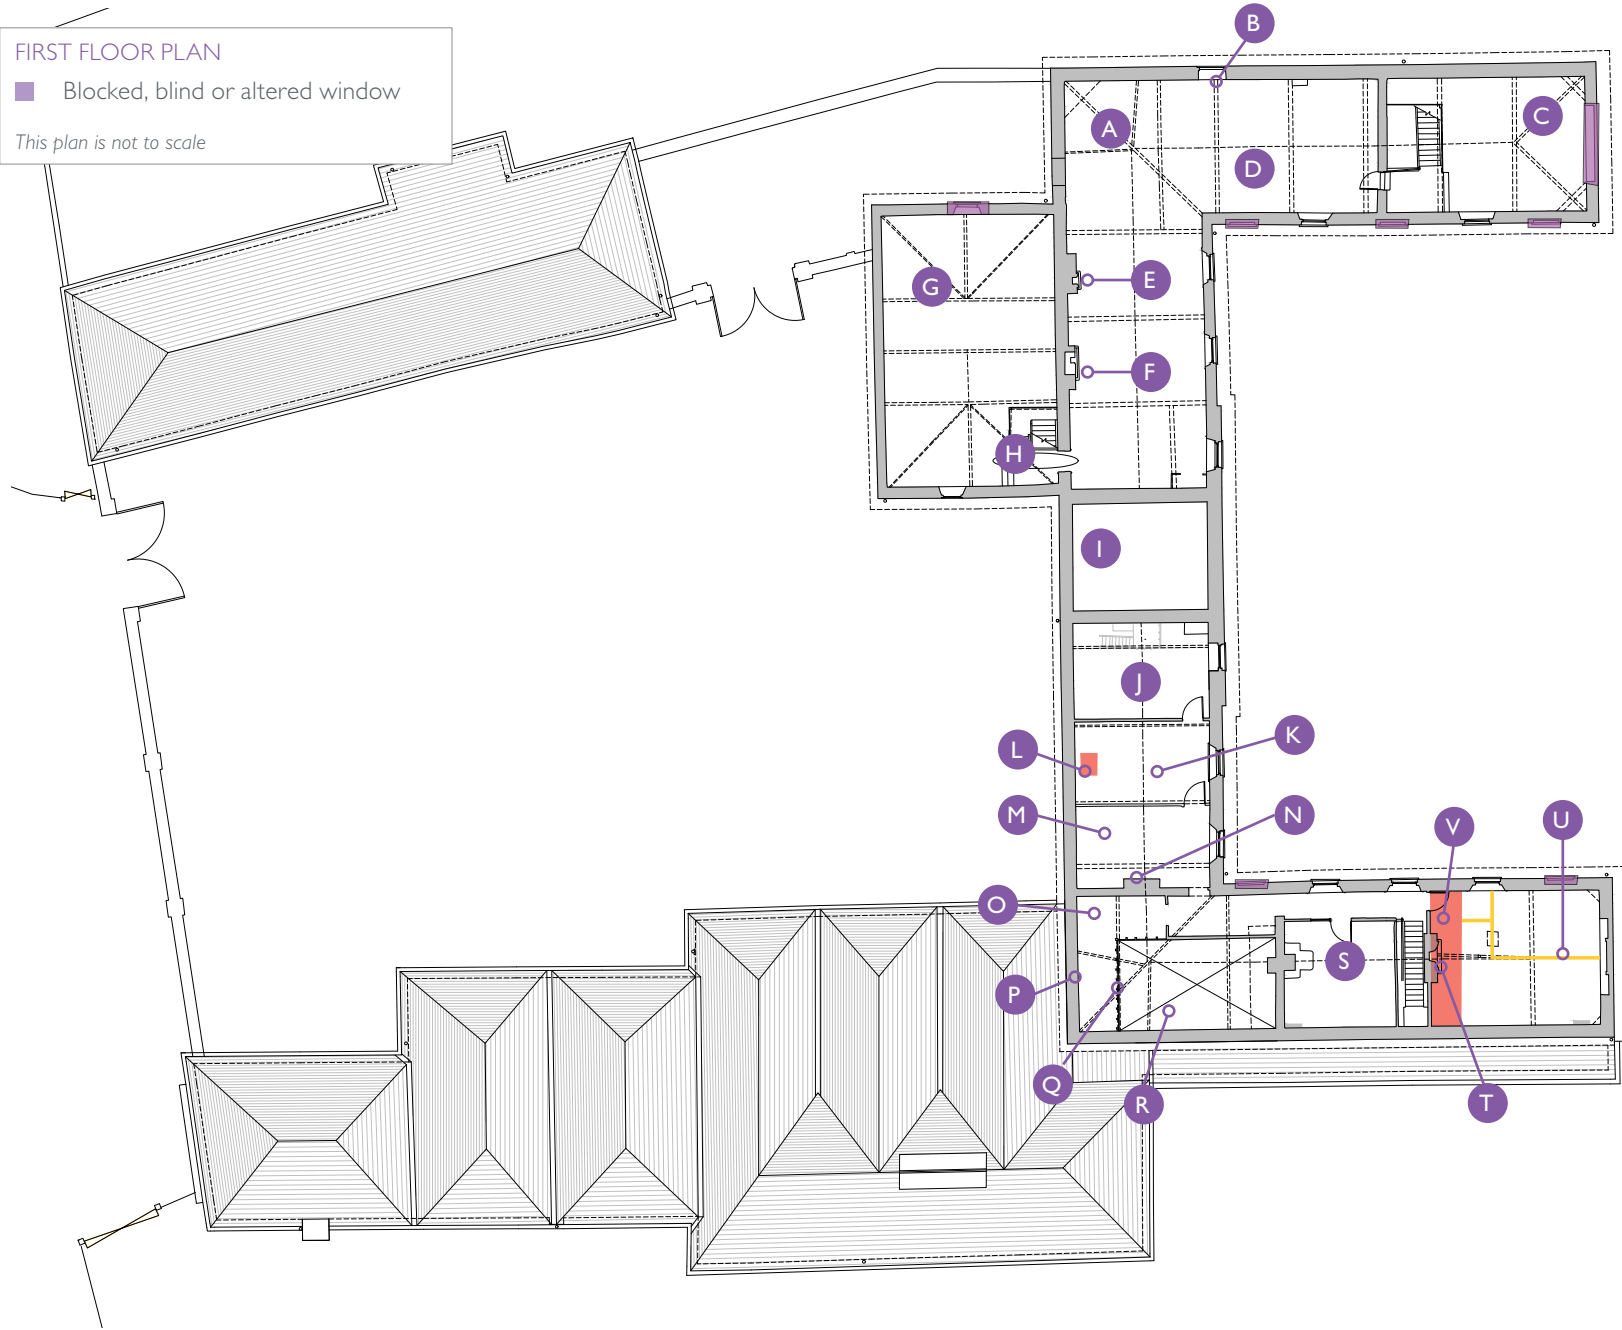 FIRST FLOOR PLAN
Blocked, blind or altered window
This plan is not to scale
B
A
C
D
E
G
F
H
I
J
K
L
M
N
V
U
O
S
P
Q
R
T